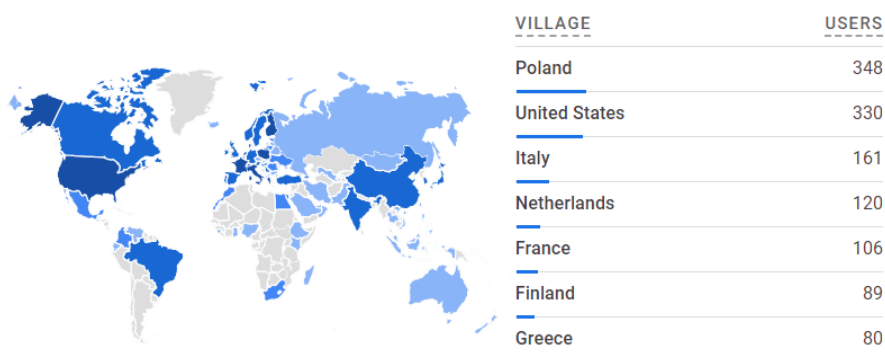 VILLAGE USERS
Poland 348
United States 330
Italy 161
Netherlands 120
France 106
Finland 89
Greece 80